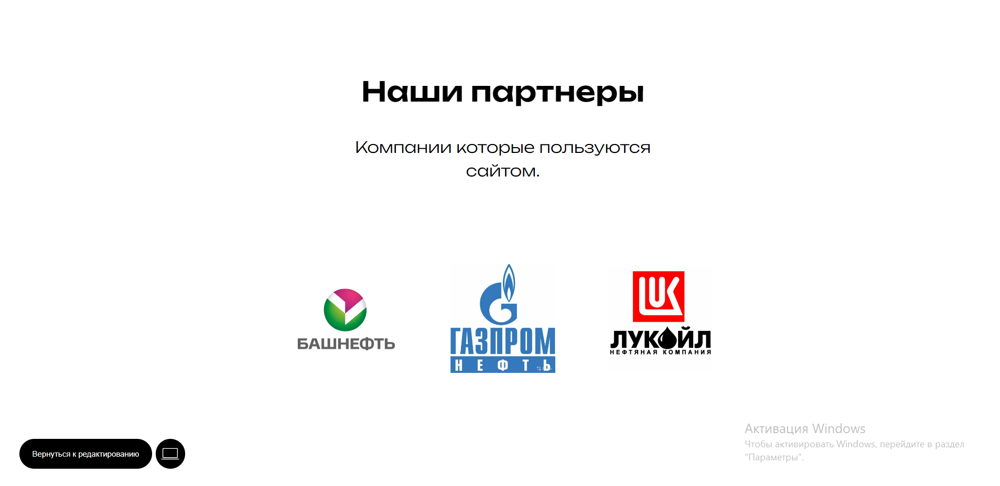 Наши партнеры
Компании которые пользуются
сайтом.
БАШНЕФТЬ
ГАЗПРОМ
НЕФТЬ
LUK
ЛУКОЙЛ
НЕФТЯНАЯ КОМПАНИЯ
Активация Windows
Чтобы активировать Windows, перейдите в раздел
"Параметры".
Вернуться к редактированию